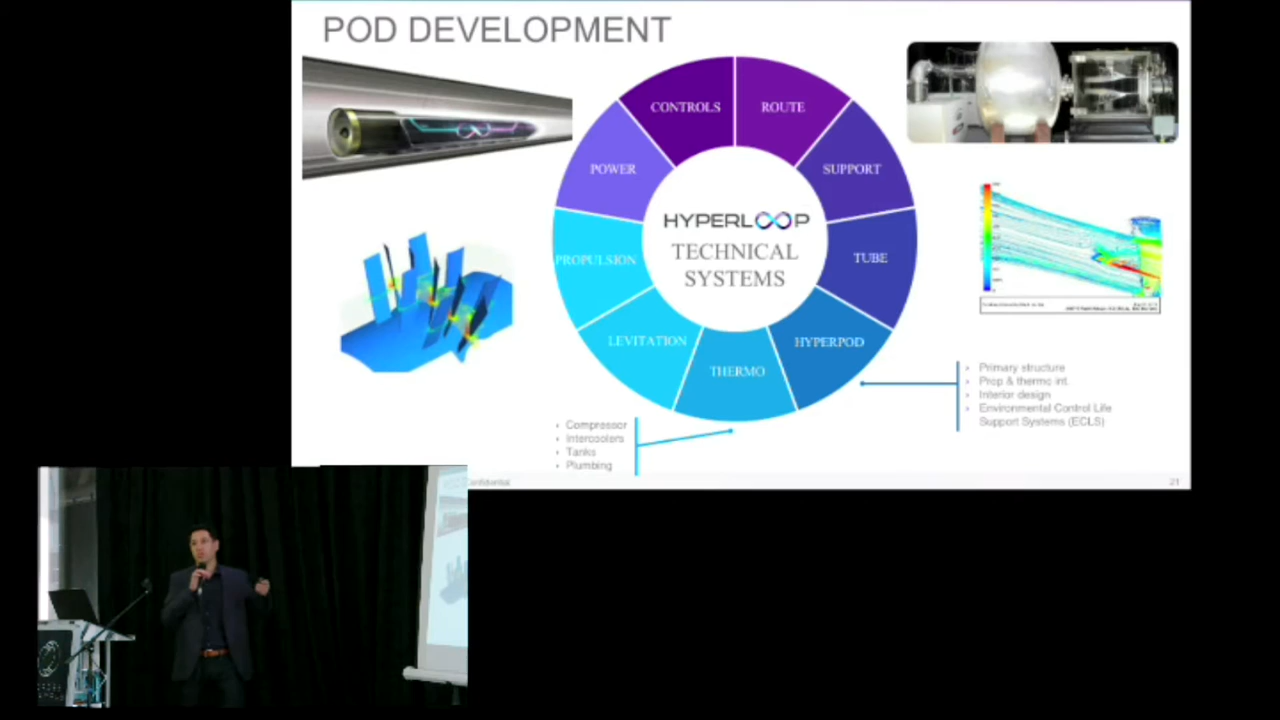 POD DEVELOPMENT
CONTROLS
ROUTE
POWER
SUPPORT
HYPERLOOP
TECHNICAL
SYSTEMS
PROPULSION
TUBE
LEVITATION
HYPERPOD
THERMO
Primary structure
Prop & thermo int.
Interior design
Environmental Control Life
Support Systems (ECLS)
Compressor
Intercoolers
Tanks
Plumbing
21